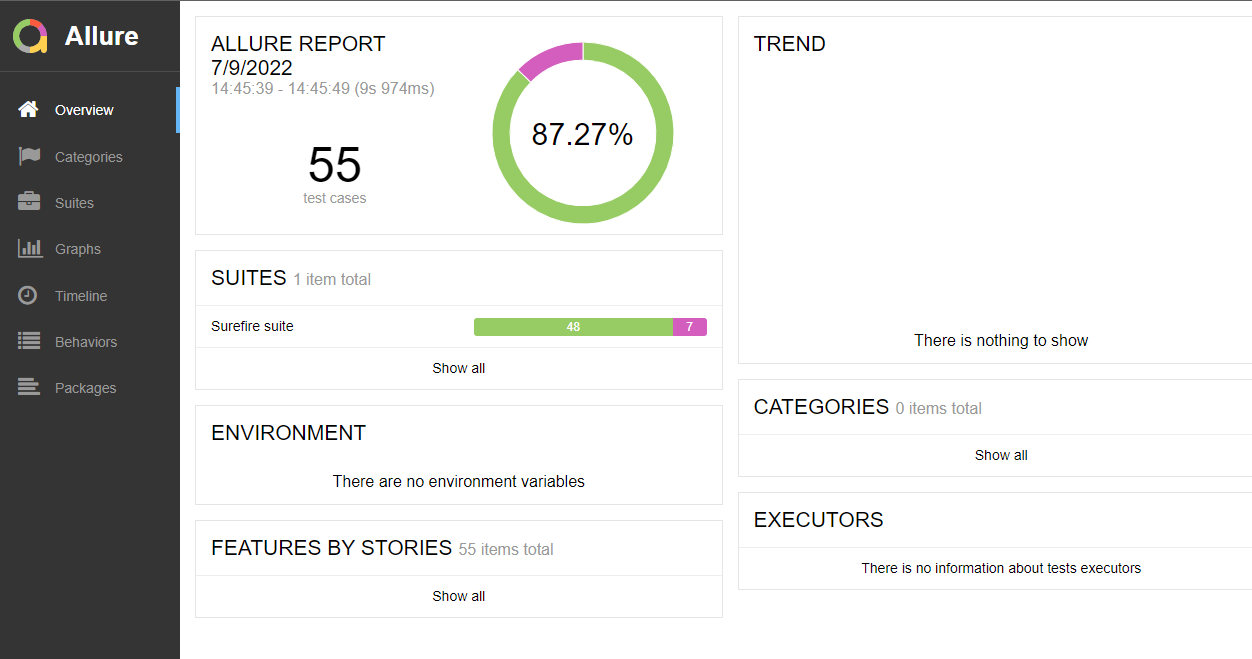 Allure
Overview
Categories
Suites
Graphs
Timeline
Behaviors
Packages
ALLURE REPORT
7/9/2022
14:45:39 - 14:45:49 (9s 974ms)
55
test cases
87.27%
SUITES 1 item total
Surefire suite 48 7
Show all
ENVIRONMENT
There are no environment variables
FEATURES BY STORIES 55 items total
Show all
TREND
There is nothing to show
CATEGORIES 0 items total
Show all
EXECUTORS
There is no information about tests executors